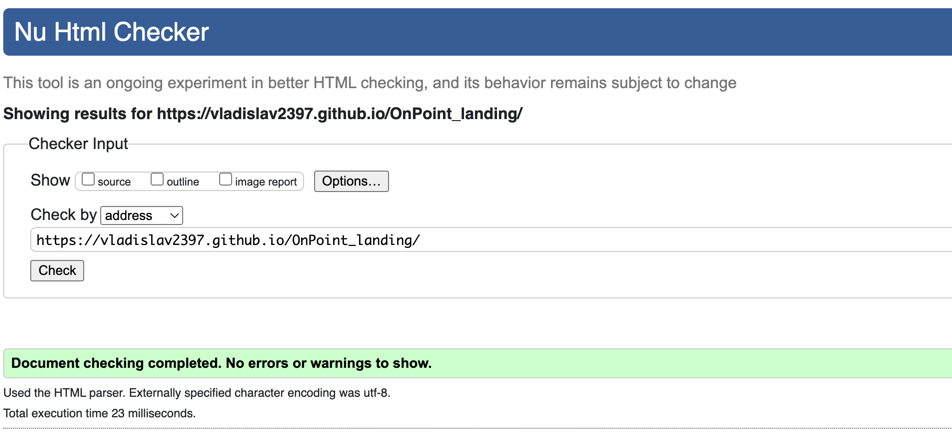 Nu Html Checker
This tool is an ongoing experiment in better HTML checking, and its behavior remains subject to change
Showing results for https://vladislav2397.github.io/OnPoint_landing/
Checker Input
Show source outline image report Options...
Check by address
https://vladislav2397.github.io/OnPoint_landing/
Check
Document checking completed. No errors or warnings to show.
Used the HTML parser. Externally specified character encoding was utf-8.
Total execution time 23 milliseconds.